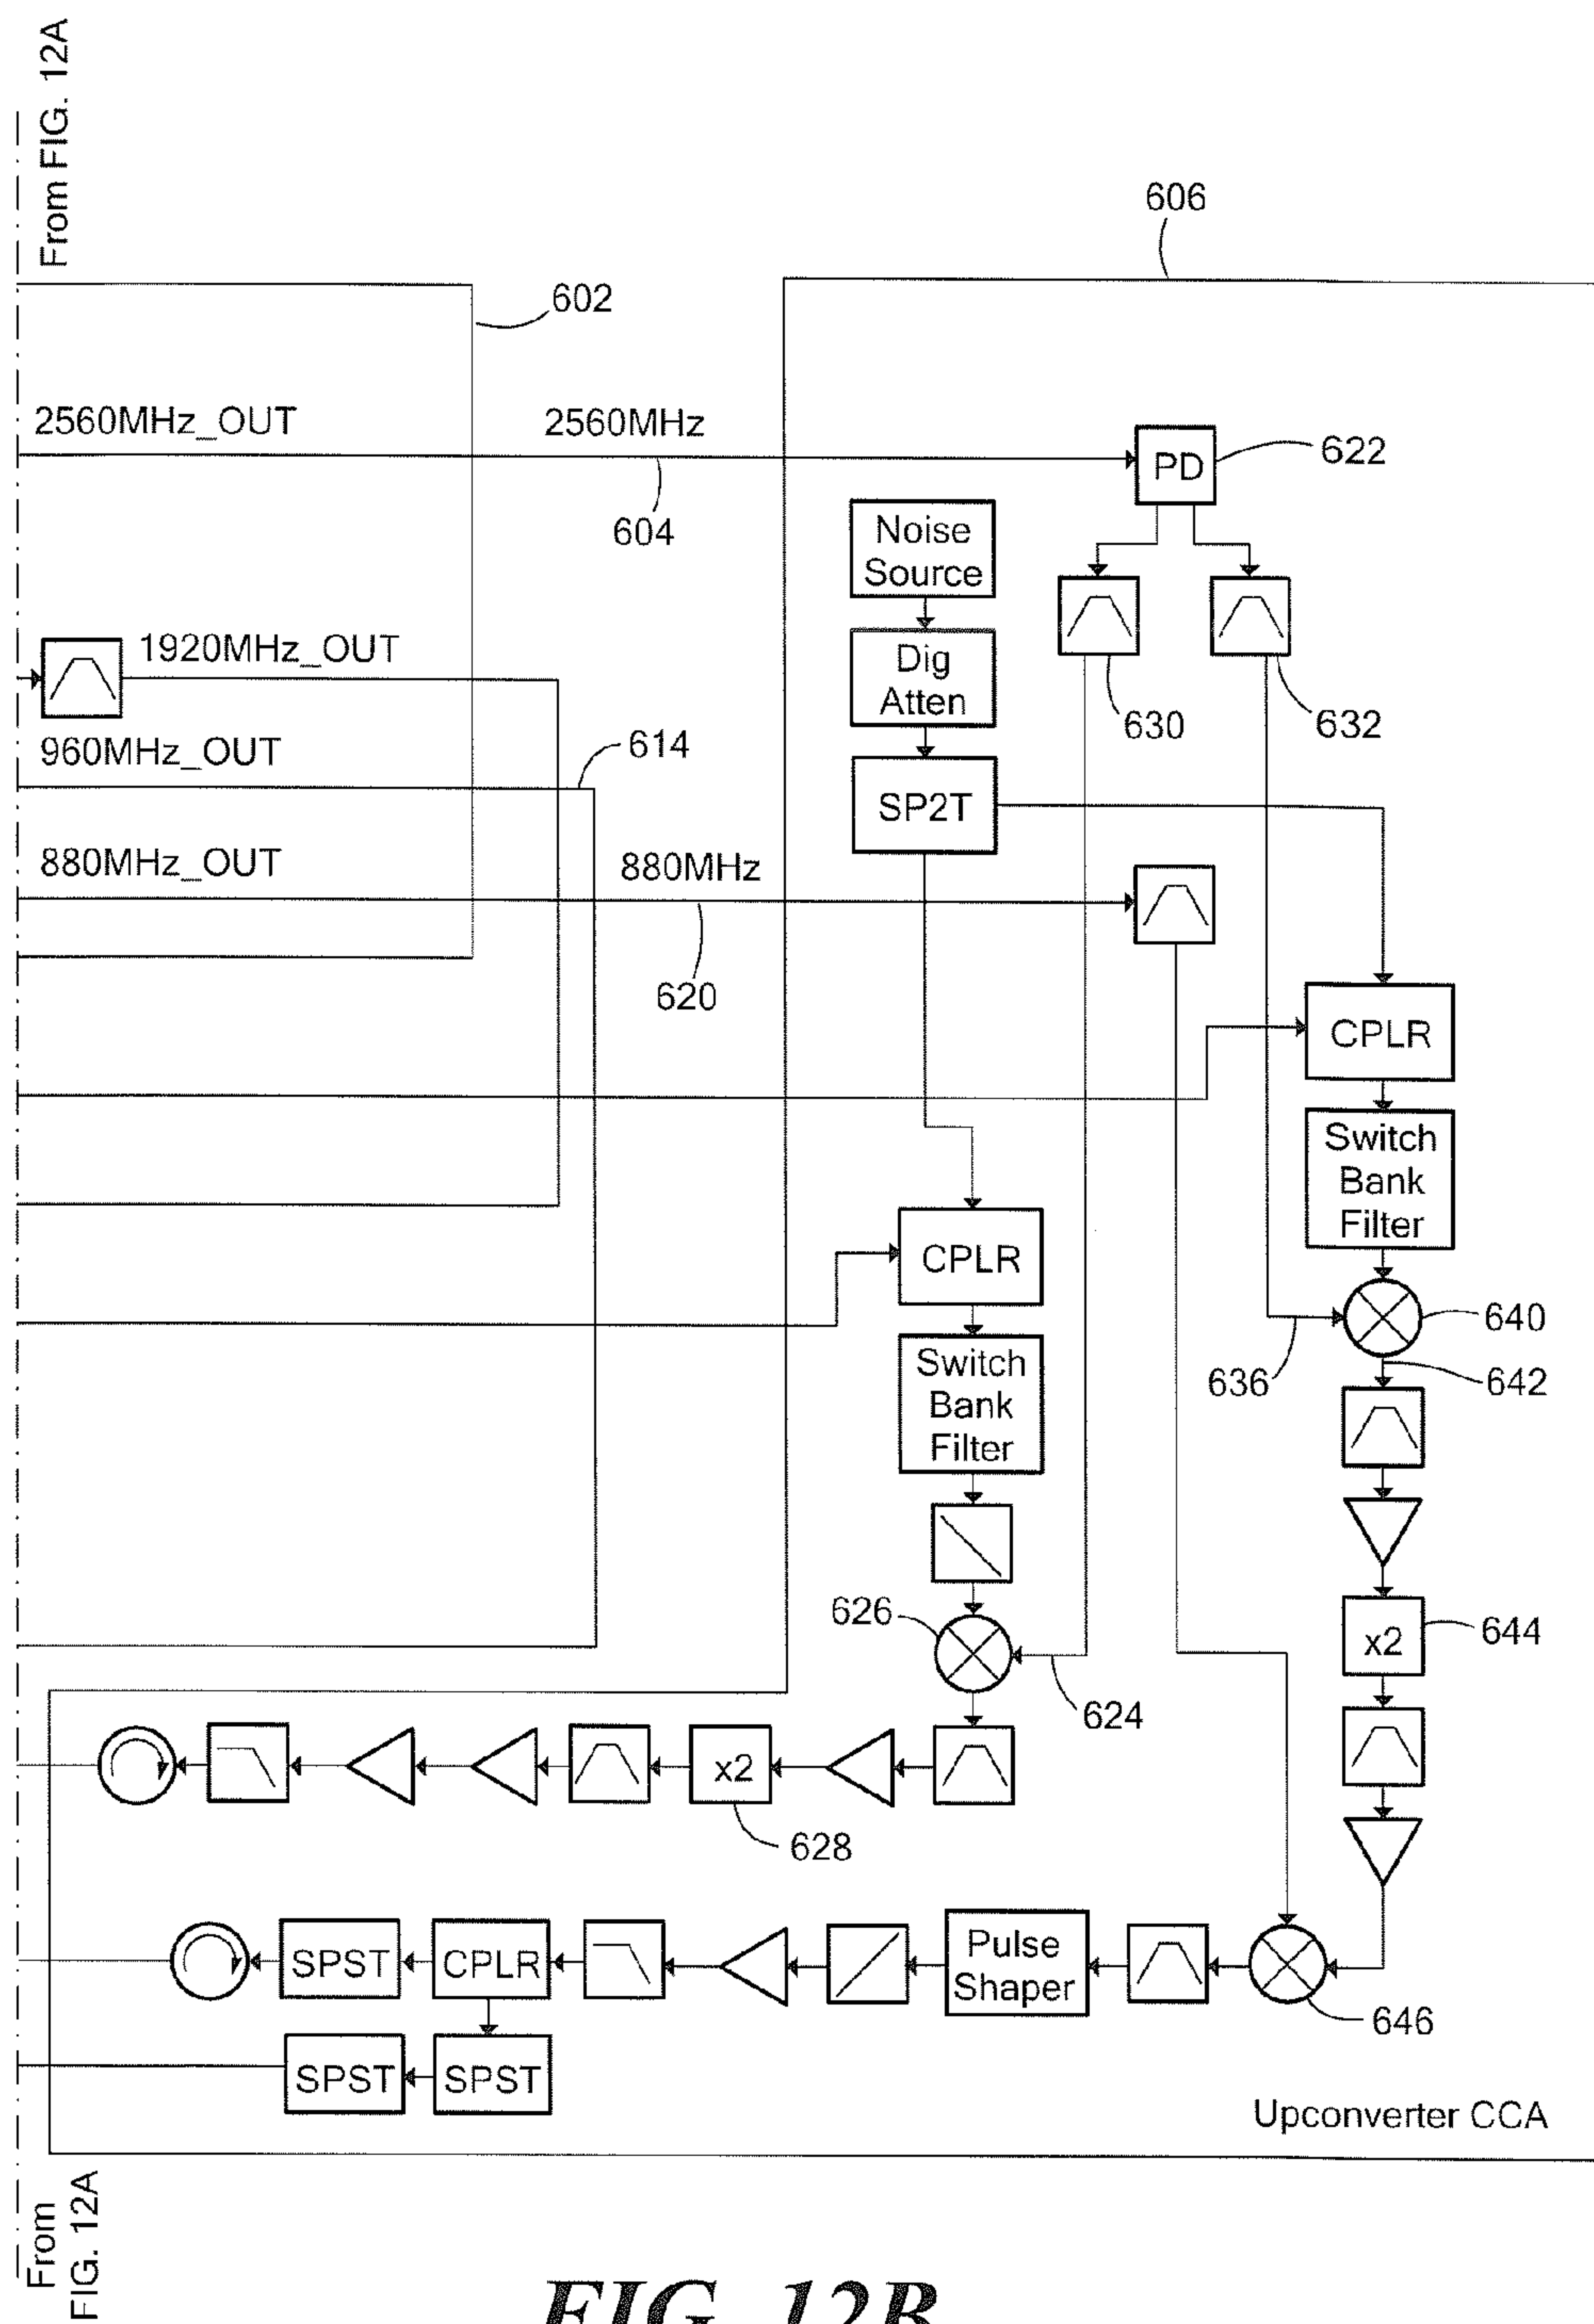 From FIG. 12A
606
602
2560MHz_OUT
2560MHz
PD
622
604
Noise
Source
1920MHz_OUT
Dig
Atten
630
632
960MHz_OUT
614
SP2T
880MHz_OUT
880MHz
620
CPLR
Switch
Bank
Filter
CPLR
640
636
642
Switch
Bank
Filter
626
x2
644
624
x2
628
SPST
CPLR
Pulse
Shaper
646
SPST
SPST
Upconverter CCA
From
FIG. 12A
FIG. 12B